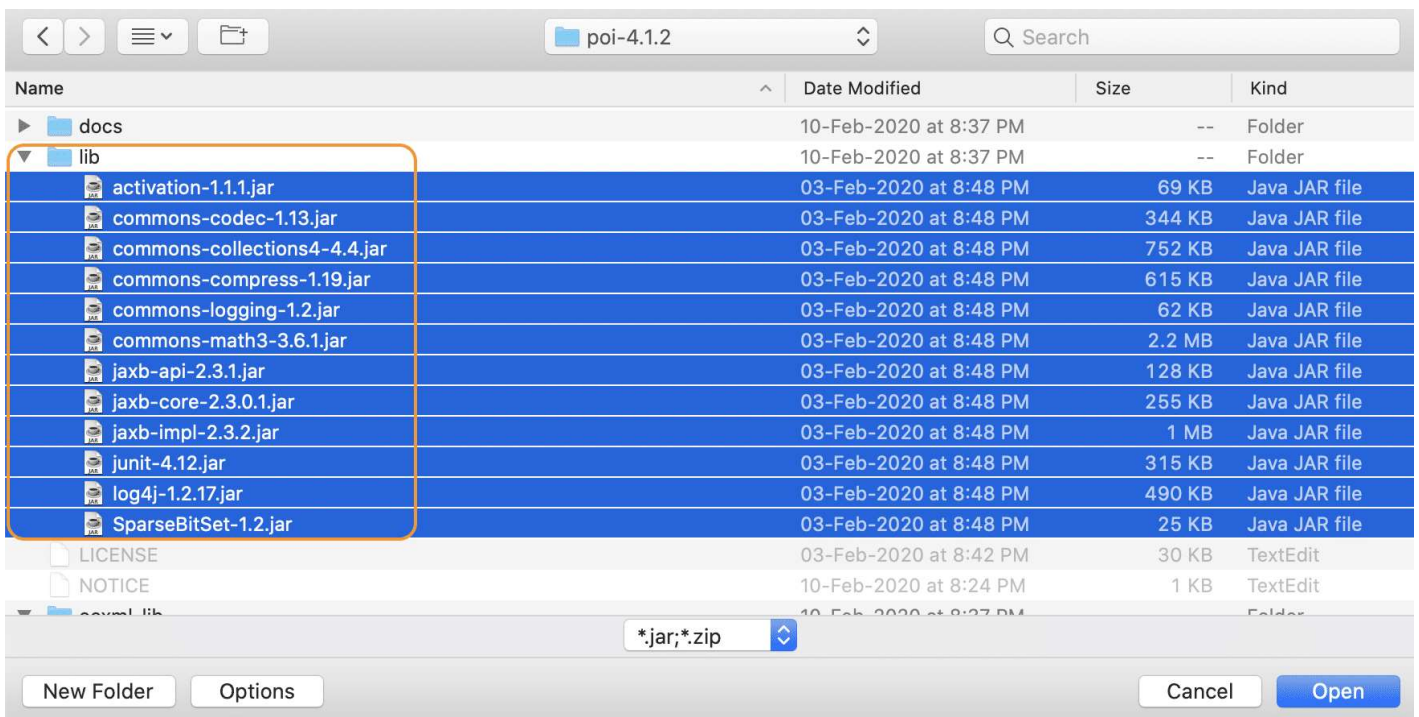 poi-4.1.2 Search
Name Date Modified Size Kind
docs 10-Feb-2020 at 8:37 PM -- Folder
lib 10-Feb-2020 at 8:37 PM -- Folder
activation-1.1.1.jar 03-Feb-2020 at 8:48 PM 69 KB Java JAR file
commons-codec-1.13.jar 03-Feb-2020 at 8:48 PM 344 KB Java JAR file
commons-collections4-4.4.jar 03-Feb-2020 at 8:48 PM 752 KB Java JAR file
commons-compress-1.19.jar 03-Feb-2020 at 8:48 PM 615 KB Java JAR file
commons-logging-1.2.jar 03-Feb-2020 at 8:48 PM 62 KB Java JAR file
commons-math3-3.6.1.jar 03-Feb-2020 at 8:48 PM 2.2 MB Java JAR file
jaxb-api-2.3.1.jar 03-Feb-2020 at 8:48 PM 128 KB Java JAR file
jaxb-core-2.3.0.1.jar 03-Feb-2020 at 8:48 PM 255 KB Java JAR file
jaxb-impl-2.3.2.jar 03-Feb-2020 at 8:48 PM 1 MB Java JAR file
junit-4.12.jar 03-Feb-2020 at 8:48 PM 315 KB Java JAR file
log4j-1.2.17.jar 03-Feb-2020 at 8:48 PM 490 KB Java JAR file
SparseBitSet-1.2.jar 03-Feb-2020 at 8:48 PM 25 KB Java JAR file
LICENSE 03-Feb-2020 at 8:42 PM 30 KB TextEdit
NOTICE 10-Feb-2020 at 8:24 PM 1 KB TextEdit
ooxml-lib 10-Feb-2020 at 8:37 PM Folder
*.jar;*.zip
New Folder Options Cancel Open